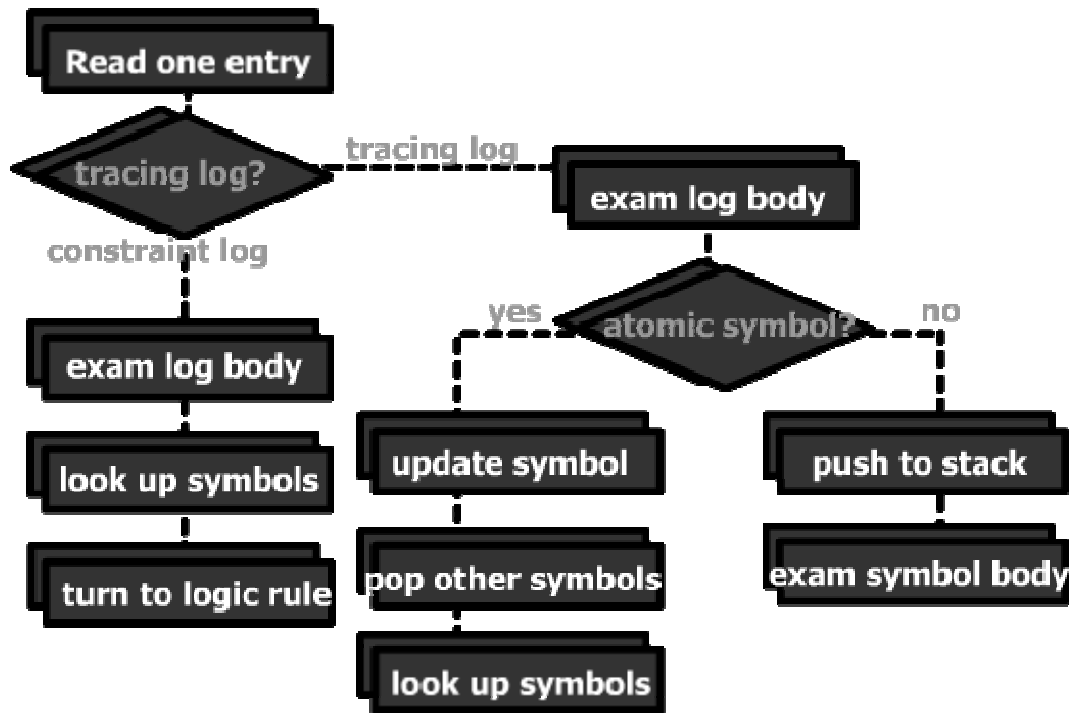 Read one entry
tracing log?
tracing log
constraint log
exam log body
look up symbols
turn to logic rule
exam log body
atomic symbol?
yes
no
update symbol
pop other symbols
look up symbols
push to stack
exam symbol body